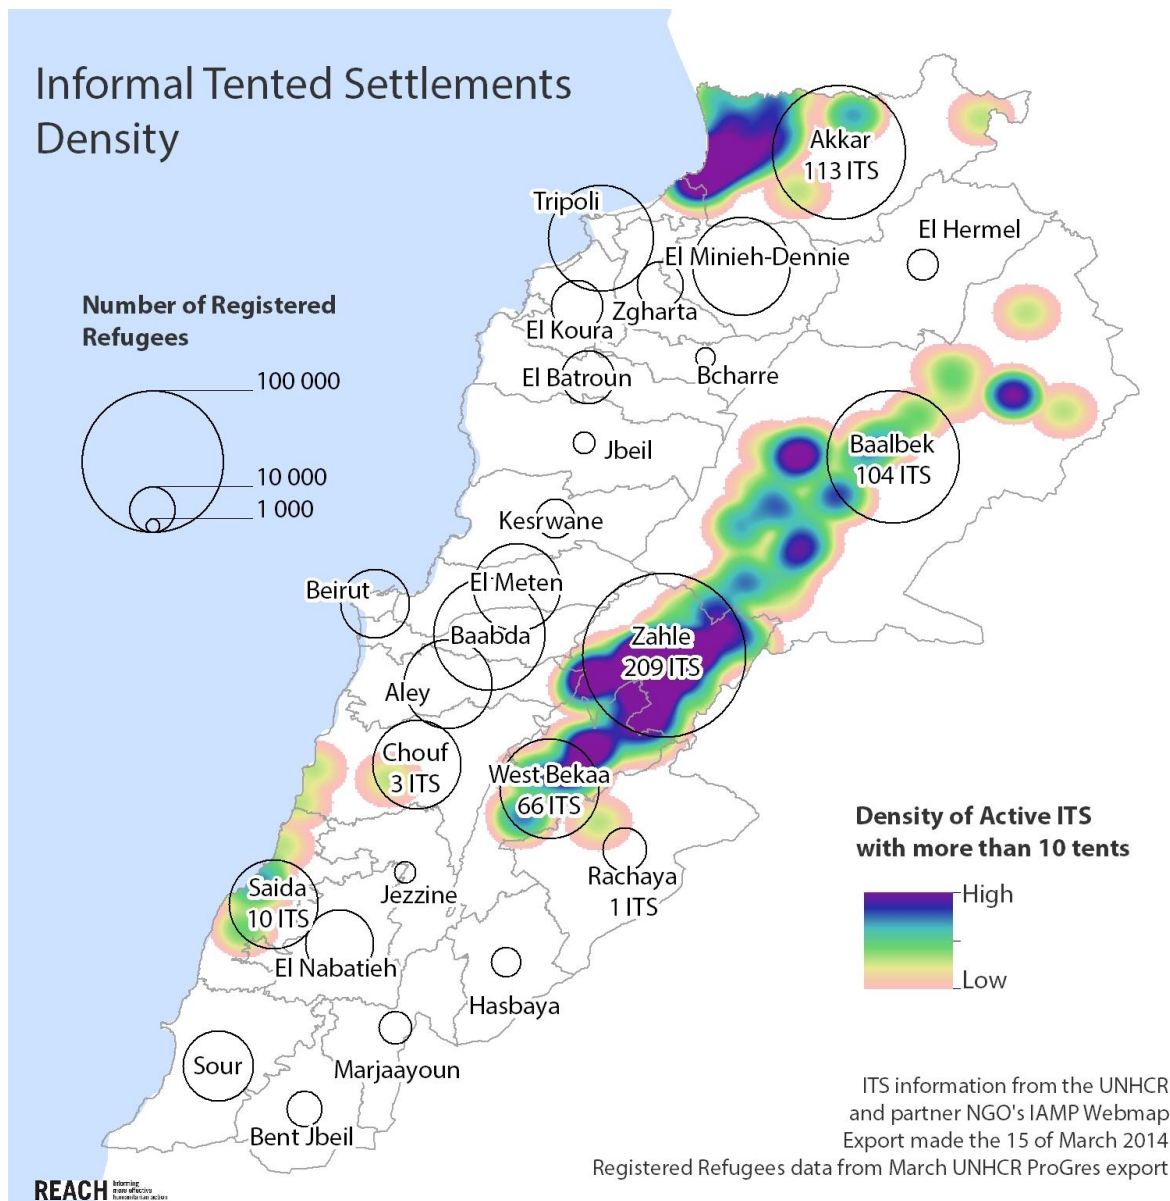 Informal Tented Settlements
Density
Akkar
113 ITS
Tripoli
El Hermel
El Minieh-Dennie
Number of Registered
Refugees
Zgharta
El Koura
100 000
El Batroun
Bcharre
Baalbek
104 ITS
Jbeil
10 000
1 000
Kesrwane
El Meten
Beirut
Baabda
Zahle
209 ITS
Aley
Chouf
3 ITS
West Bekaa
66 ITS
Density of Active ITS
with more than 10 tents
Rachaya
1 ITS
Saida
10 ITS
Jezzine
High
Low
El Nabatieh
Hasbaya
Sour
Marjaayoun
Bent Jbeil
ITS information from the UNHCR
and partner NGO's IAMP Webmap
Export made the 15 of March 2014
Registered Refugees data from March UNHCR ProGres export
REACH
Informing
more effective
humanitarian action